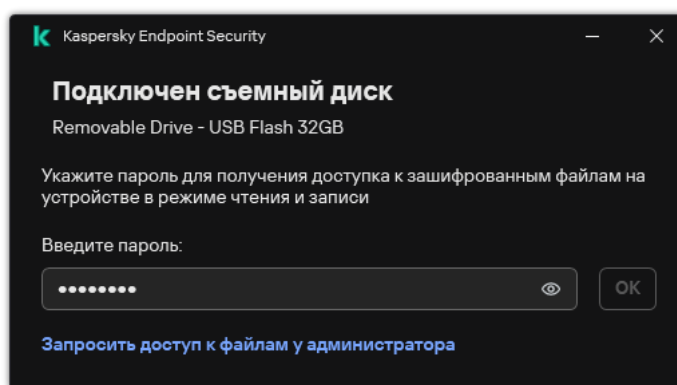 Kaspersky Endpoint Security
Подключен съемный диск
Removable Drive - USB Flash 32GB
Укажите пароль для получения доступка к зашифрованным файлам на
устройстве в режиме чтения и записи
Введите пароль:
••••••••
OK
Запросить доступ к файлам у администратора